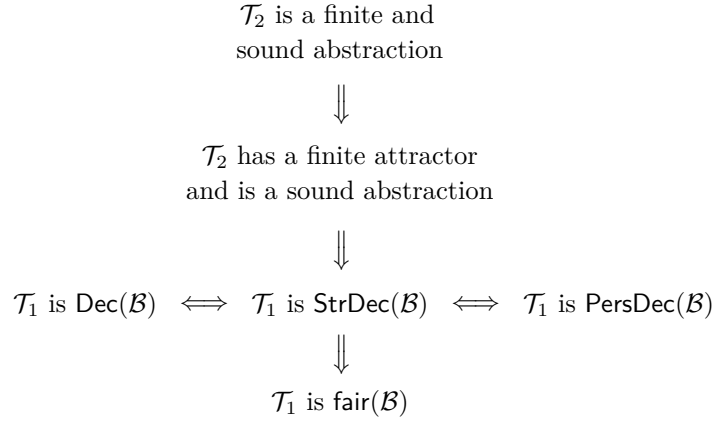 𝒯₂ is a finite and
sound abstraction
⇓
𝒯₂ has a finite attractor
and is a sound abstraction
⇓
𝒯₁ is Dec(ℬ) ⟺ 𝒯₁ is StrDec(ℬ) ⟺ 𝒯₁ is PersDec(ℬ)
⇓
𝒯₁ is fair(ℬ)